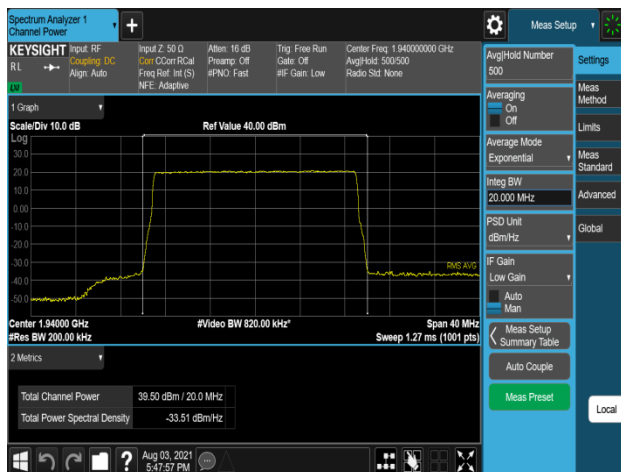 Spectrum Analyzer 1
Channel Power
+
Meas Setup
KEYSIGHT Input: RF
RL
Coupling: DC
Align: Auto
LXI
Input Z: 50 Ω
Corr CCorr RCal
Freq Ref: Int (S)
NFE: Adaptive
Atten: 16 dB
Preamp: Off
#PNO: Fast
Trig: Free Run
Gate: Off
#IF Gain: Low
Center Freq: 1.940000000 GHz
Avg|Hold: 500/500
Radio Std: None
1 Graph
Scale/Div 10.0 dB
Ref Value 40.00 dBm
Log
30.0
20.0
10.0
0.00
-10.0
-20.0
-30.0
-40.0
-50.0
RMS AVG
Center 1.94000 GHz
#Video BW 820.00 kHz*
Span 40 MHz
#Res BW 200.00 kHz
Sweep 1.27 ms (1001 pts)
2 Metrics
Total Channel Power 39.50 dBm / 20.0 MHz
Total Power Spectral Density -33.51 dBm/Hz
?
Aug 03, 2021
5:47:57 PM
Avg|Hold Number
500
Averaging
On
Off
Average Mode
Exponential
Integ BW
20.000 MHz
PSD Unit
dBm/Hz
IF Gain
Low Gain
Auto
Man
Meas Setup
Summary Table
Auto Couple
Meas Preset
Settings
Meas
Method
Limits
Meas
Standard
Advanced
Global
Local